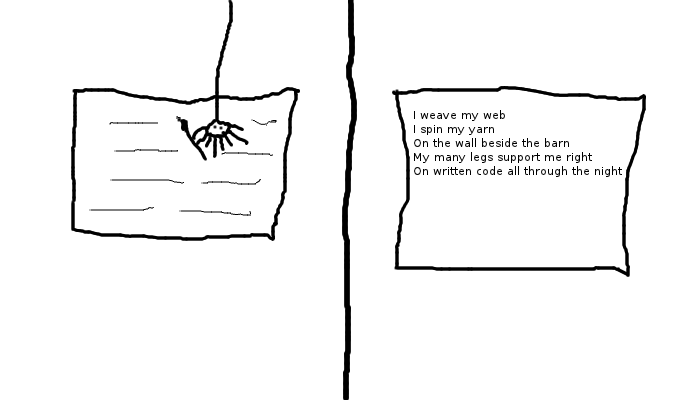 I weave my web
I spin my yarn
On the wall beside the barn
My many legs support me right
On written code all through the night